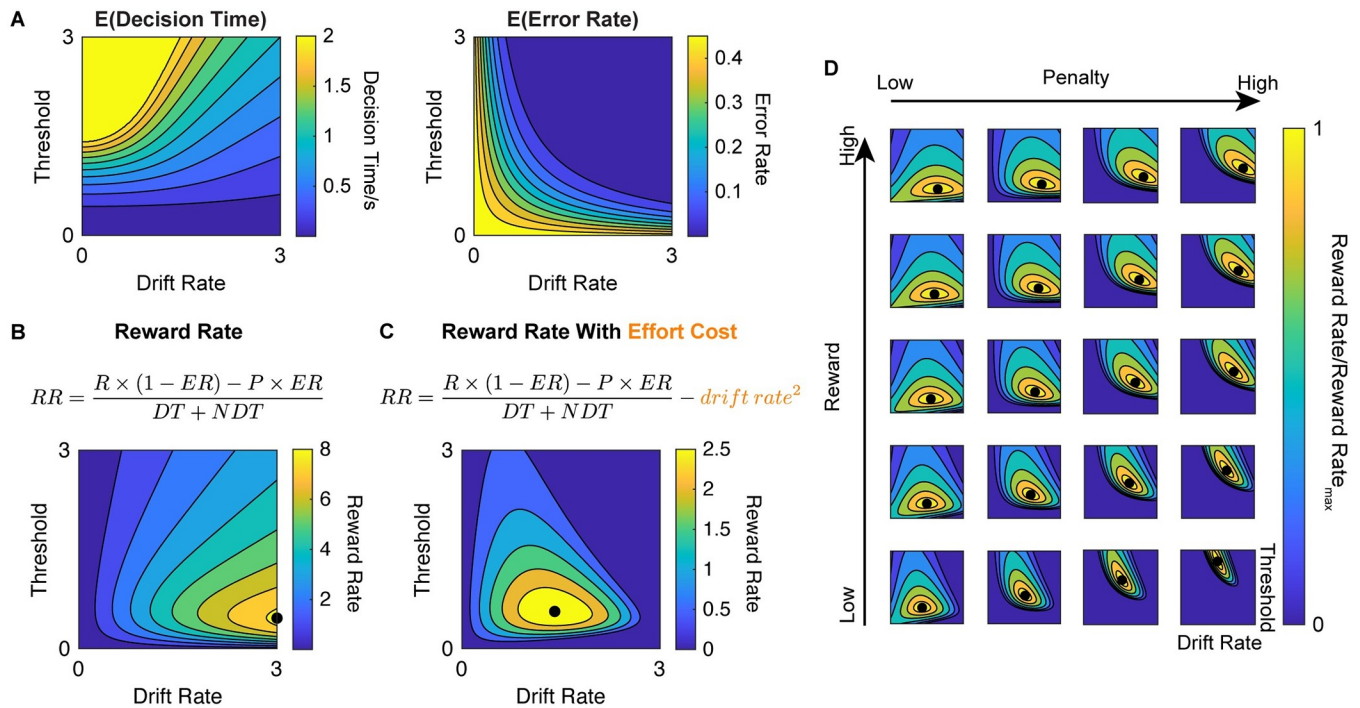 A
E(Decision Time)
3
Threshold
0
0
3
Drift Rate
2
1.5
1
0.5
Decision Time/s
E(Error Rate)
3
Threshold
0
0
3
Drift Rate
0.4
0.3
0.2
0.1
Error Rate
B
Reward Rate
RR = R × (1 − ER) − P × ER / DT + NDT
3
Threshold
0
0
3
Drift Rate
8
6
4
2
Reward Rate
C
Reward Rate With Effort Cost
RR = R × (1 − ER) − P × ER / DT + NDT − drift rate²
3
Threshold
0
0
3
Drift Rate
2.5
2
1.5
1
0.5
0
Reward Rate
D
Low
Penalty
High
High
Reward
Low
Threshold
Drift Rate
1
0
Reward Rate/Reward Rate_max